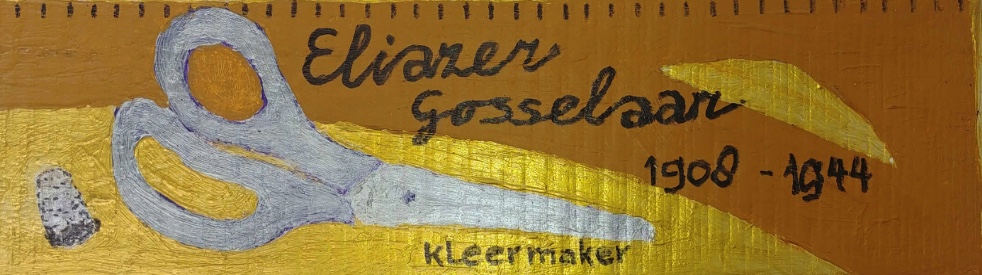 Eliazer
Gosselaar
1908 - 1944
kleermaker